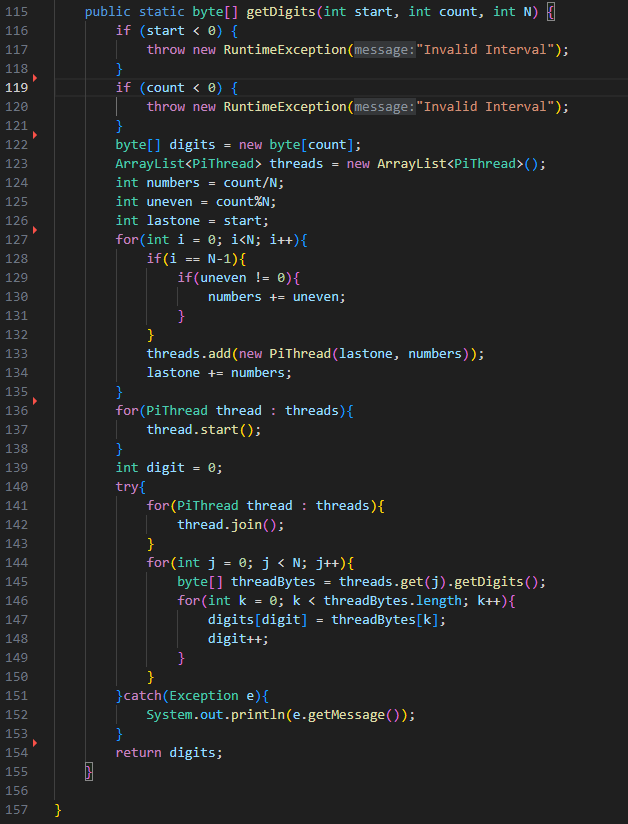 115 public static byte[] getDigits(int start, int count, int N) {
116 if (start < 0) {
117 throw new RuntimeException(message:"Invalid Interval");
118 }
119 if (count < 0) {
120 throw new RuntimeException(message:"Invalid Interval");
121 }
122 byte[] digits = new byte[count];
123 ArrayList<PiThread> threads = new ArrayList<PiThread>();
124 int numbers = count/N;
125 int uneven = count%N;
126 int lastone = start;
127 for(int i = 0; i<N; i++){
128 if(i == N-1){
129 if(uneven != 0){
130 numbers += uneven;
131 }
132 }
133 threads.add(new PiThread(lastone, numbers));
134 lastone += numbers;
135 }
136 for(PiThread thread : threads){
137 thread.start();
138 }
139 int digit = 0;
140 try{
141 for(PiThread thread : threads){
142 thread.join();
143 }
144 for(int j = 0; j < N; j++){
145 byte[] threadBytes = threads.get(j).getDigits();
146 for(int k = 0; k < threadBytes.length; k++){
147 digits[digit] = threadBytes[k];
148 digit++;
149 }
150 }
151 }catch(Exception e){
152 System.out.println(e.getMessage());
153 }
154 return digits;
155 }
156
157 }